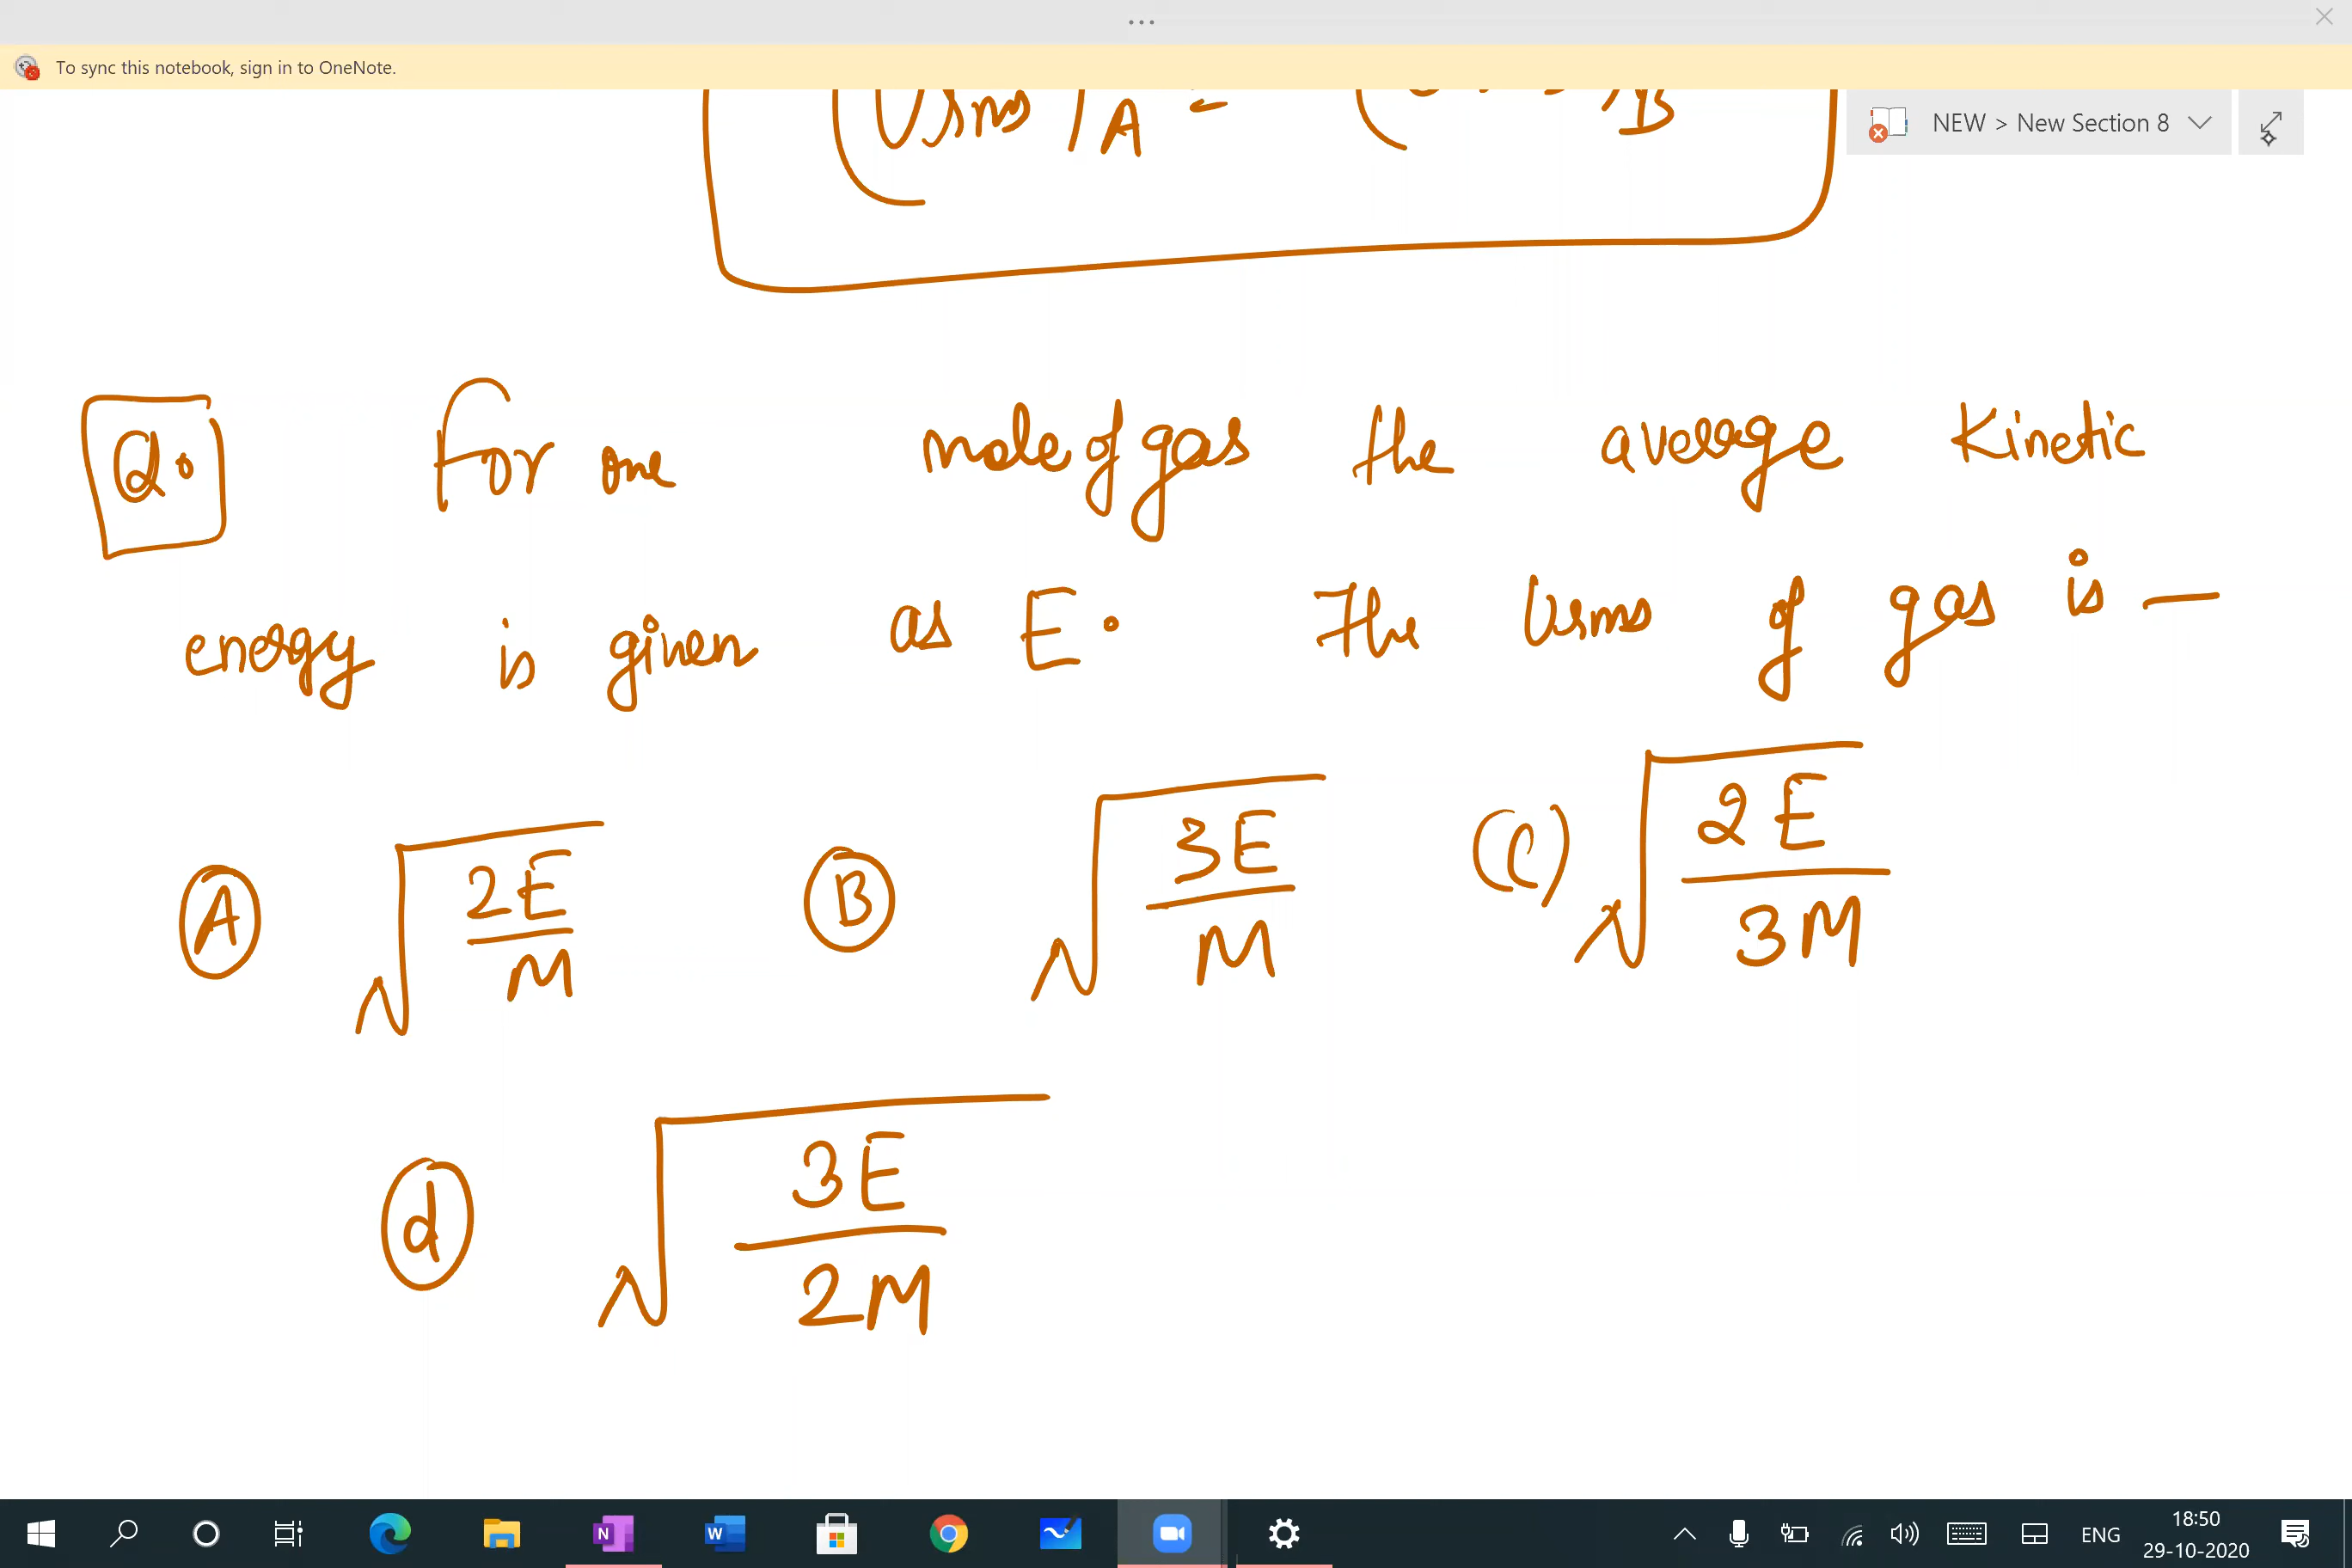 To sync this notebook, sign in to OneNote.
NEW > New Section 8
A =
Q. For one mole of gas the average Kinetic
energy is given as E. The Urms of gas is —
(A) √(2E/M) (B) √(3E/M) (C) √(2E/3M)
(d) √(3E/2M)
ENG
18:50
29-10-2020